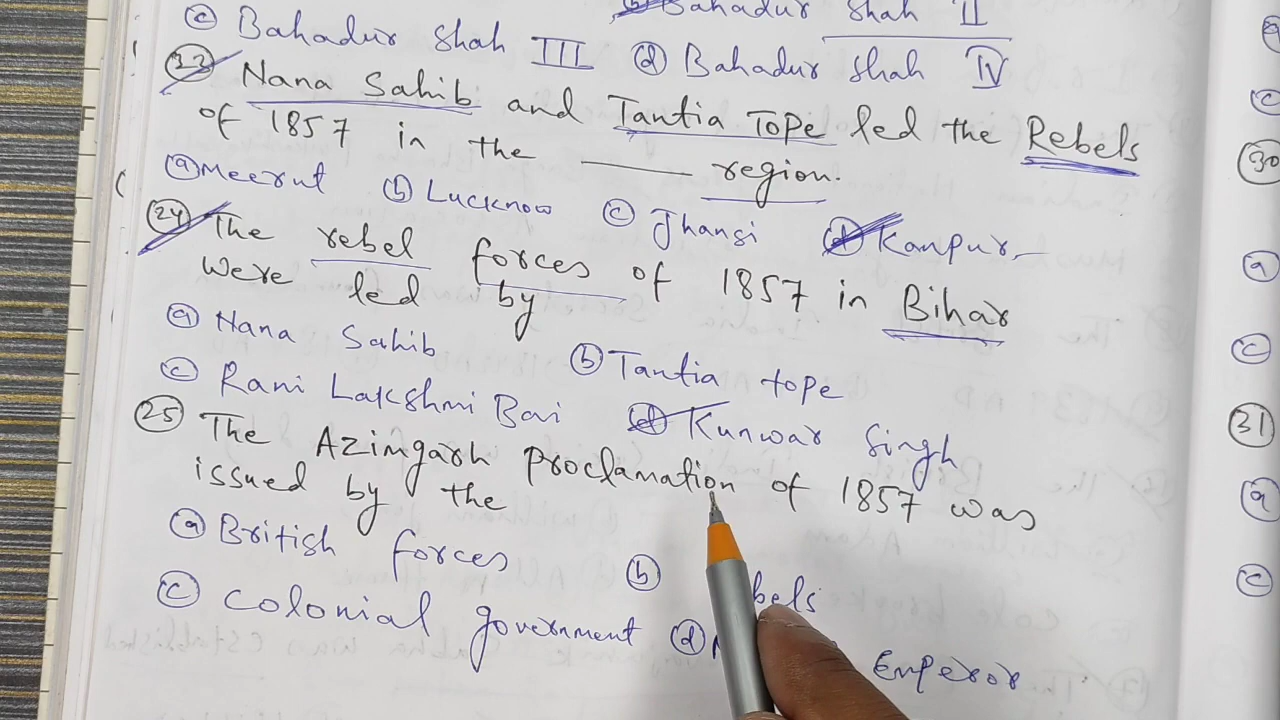 (b) Bahadur Shah II
(c) Bahadur Shah III (d) Bahadur Shah IV
(23) Nana Sahib and Tantia Tope led the Rebels
of 1857 in the ______ region.
(a) Meerut (b) Lucknow (c) Jhansi (d) Kanpur
(24) The rebel forces of 1857 in Bihar
were led by
(a) Nana Sahib (b) Tantia tope
(c) Rani Lakshmi Bai (d) Kunwar Singh
(25) The Azimgarh Proclamation of 1857 was
issued by the
(a) British forces (b) bels
(c) Colonial government (d) Emperor
(30)
a
c
(31)
a
c